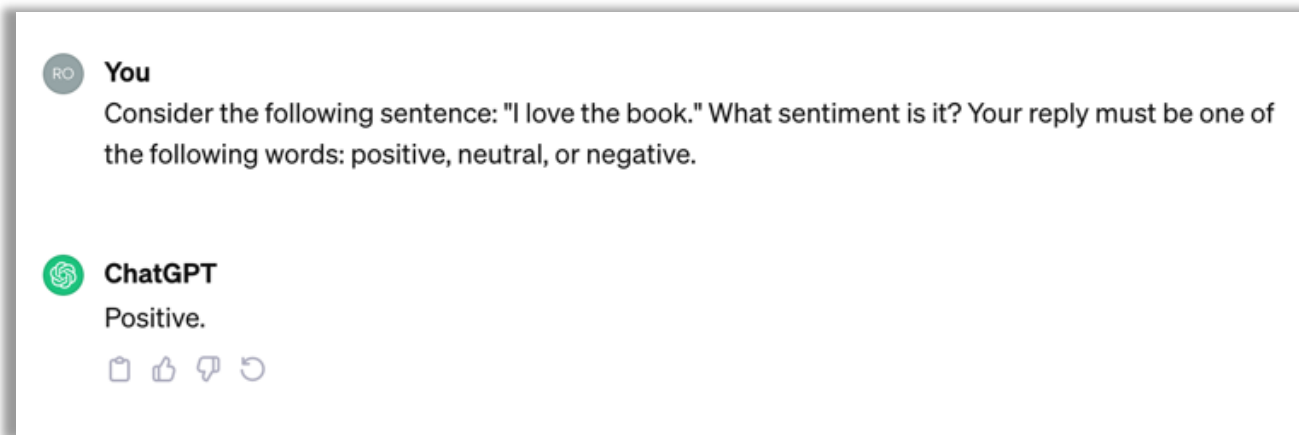 RO
You
Consider the following sentence: "I love the book." What sentiment is it? Your reply must be one of
the following words: positive, neutral, or negative.
ChatGPT
Positive.